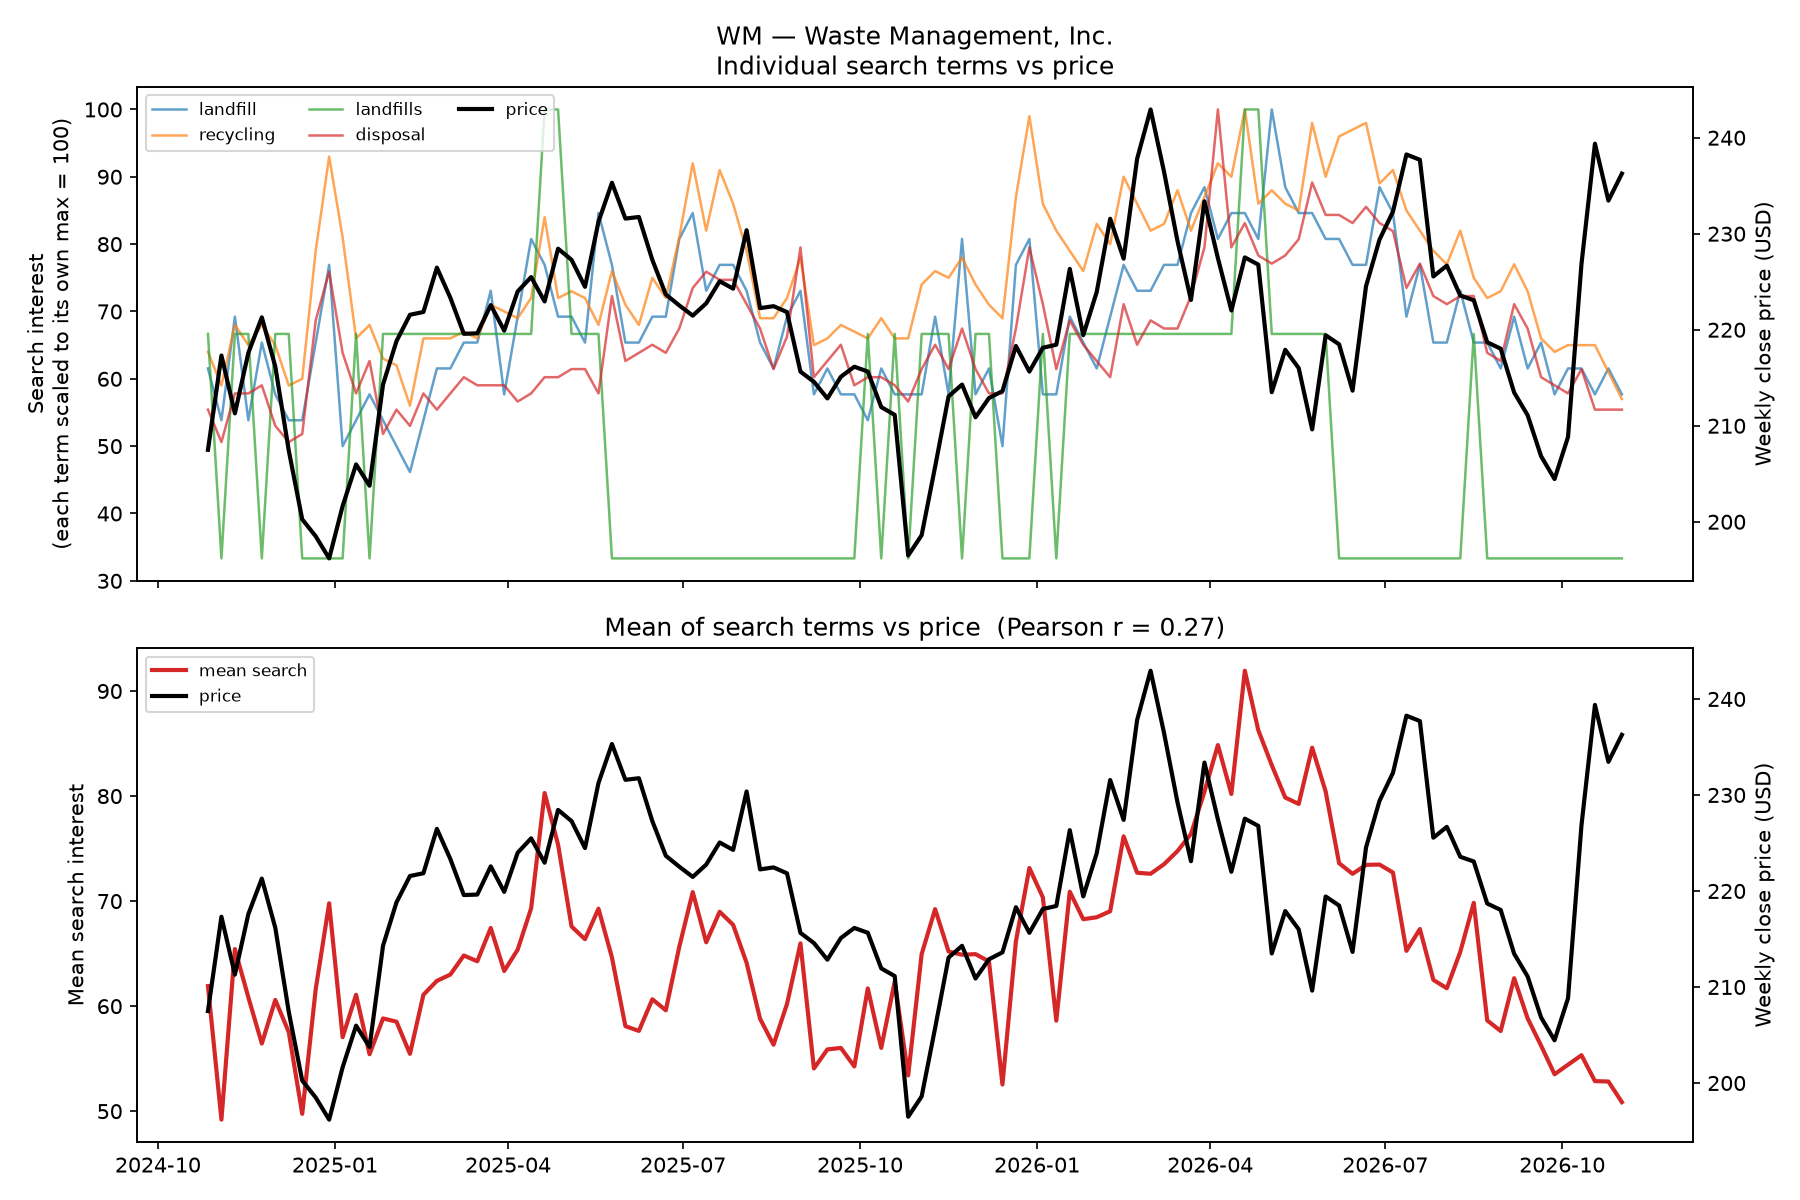 WM — Waste Management, Inc.
Individual search terms vs price
landfill
recycling
landfills
disposal
price
Search interest
(each term scaled to its own max = 100)
100
90
80
70
60
50
40
30
Weekly close price (USD)
240
230
220
210
200
Mean of search terms vs price (Pearson r = 0.27)
mean search
price
Mean search interest
90
80
70
60
50
Weekly close price (USD)
240
230
220
210
200
2024-10
2025-01
2025-04
2025-07
2025-10
2026-01
2026-04
2026-07
2026-10